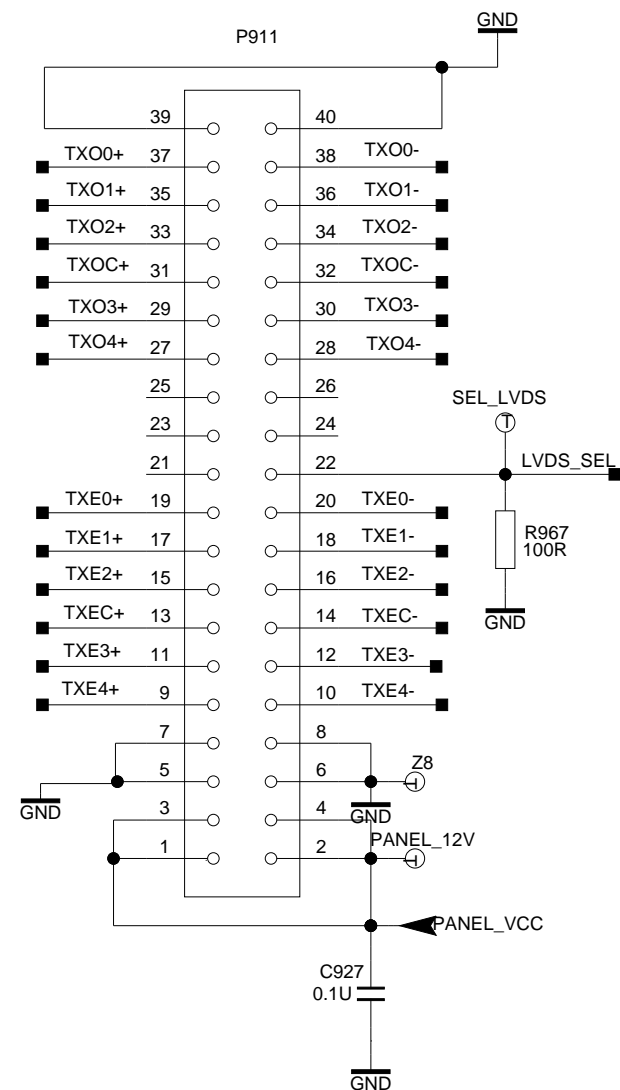 GND
P911
39 40
TXO0+ 37 38 TXO0-
TXO1+ 35 36 TXO1-
TXO2+ 33 34 TXO2-
TXOC+ 31 32 TXOC-
TXO3+ 29 30 TXO3-
TXO4+ 27 28 TXO4-
25 26
SEL_LVDS
T
23 24
21 22 LVDS_SEL
TXE0+ 19 20 TXE0-
R967
100R
TXE1+ 17 18 TXE1-
TXE2+ 15 16 TXE2-
TXEC+ 13 14 TXEC-
GND
TXE3+ 11 12 TXE3-
TXE4+ 9 10 TXE4-
7 8
5 6 Z8
T
GND
3 4 GND
1 2 PANEL_12V
T
PANEL_VCC
C927
0.1U
GND